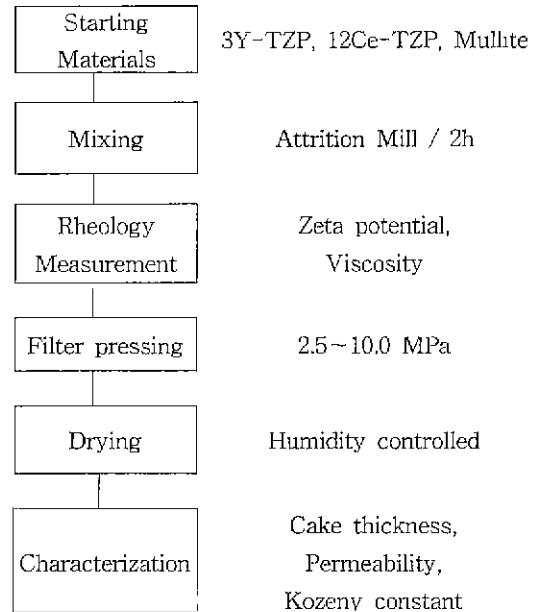 Starting
Materials
3Y-TZP, 12Ce-TZP, Mullite
Mixing
Attrition Mill / 2h
Rheology
Measurement
Zeta potential,
Viscosity
Filter pressing
2.5~10.0 MPa
Drying
Humidity controlled
Characterization
Cake thickness,
Permeability,
Kozeny constant